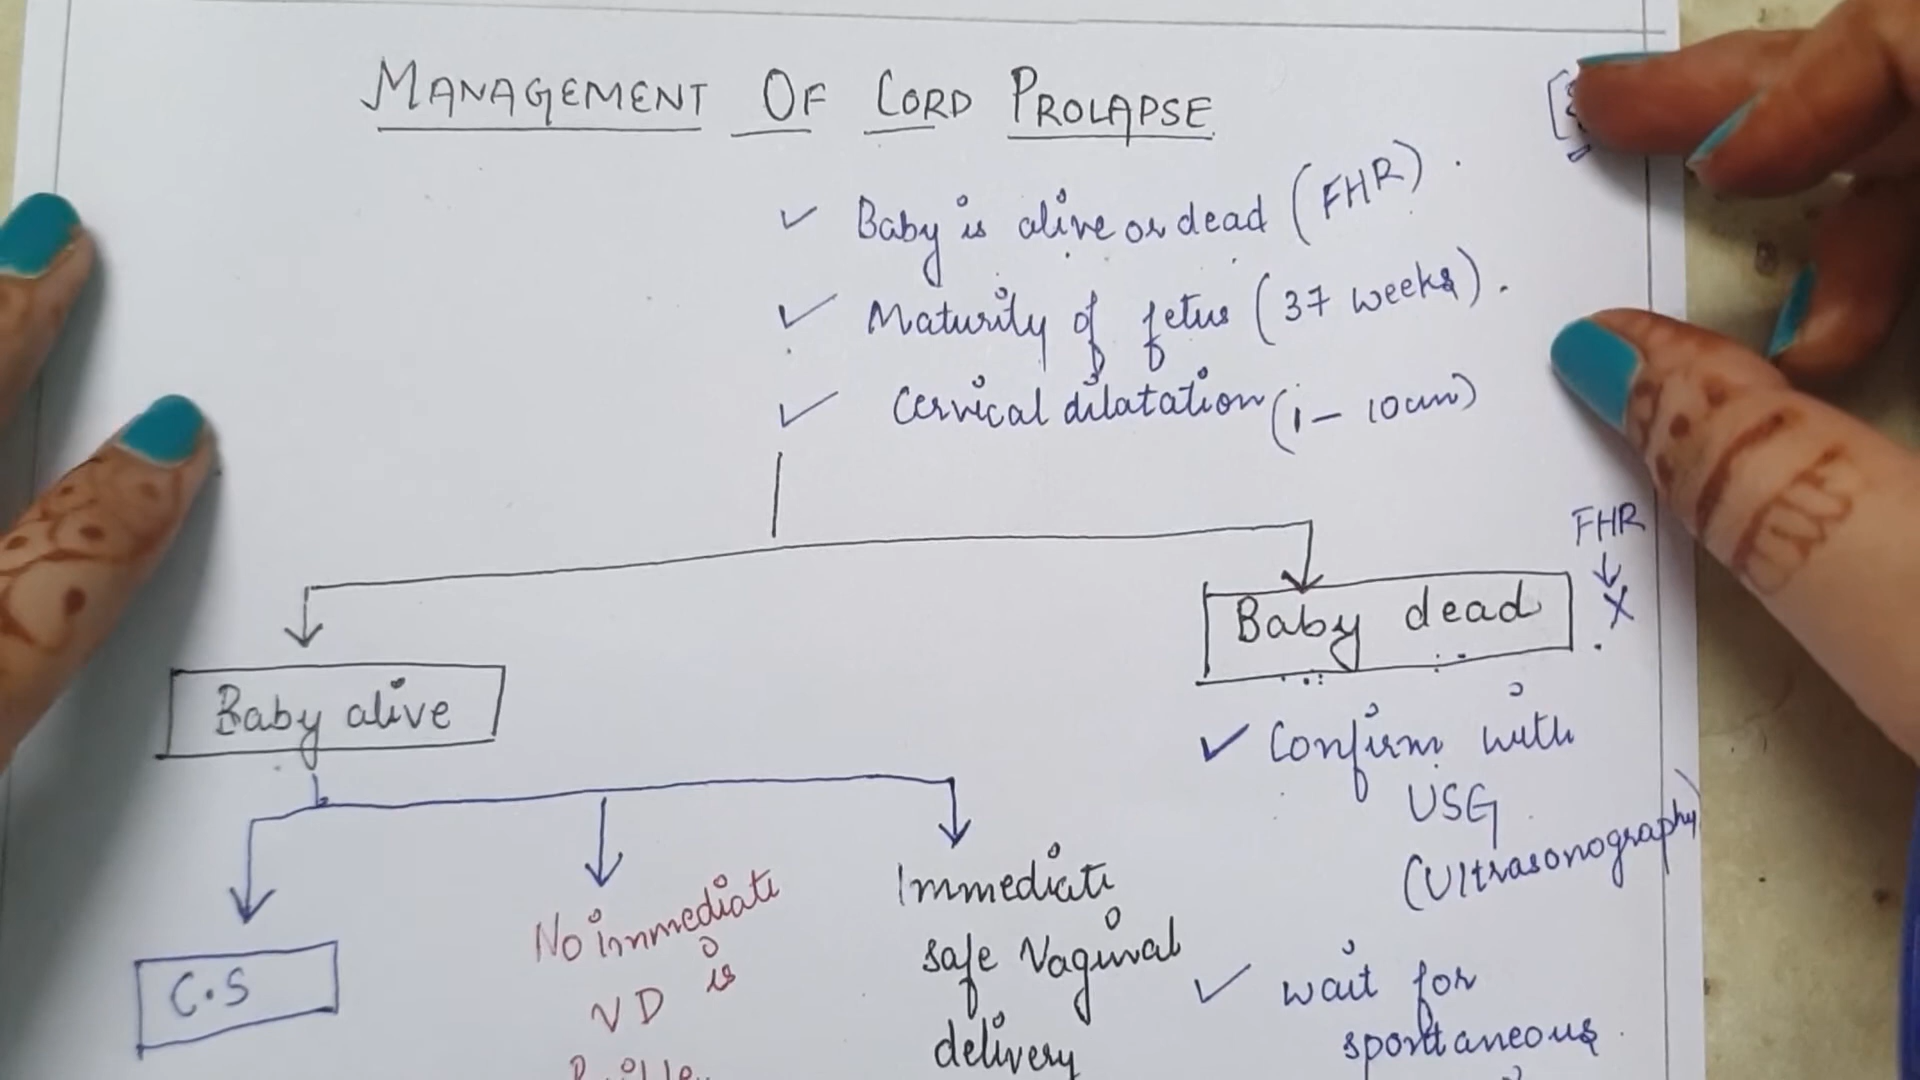 MANAGEMENT OF CORD PROLAPSE
✓ Baby is alive or dead (FHR).
✓ Maturity of fetus (37 weeks).
✓ Cervical dilatation (1 - 10cm)
FHR
↓
X
Baby dead
Baby alive
✓ Confirm with
USG
(Ultrasonography)
C.S
No immediate
VD is
Immediate
safe Vaginal
delivery
✓ wait for
spontaneous